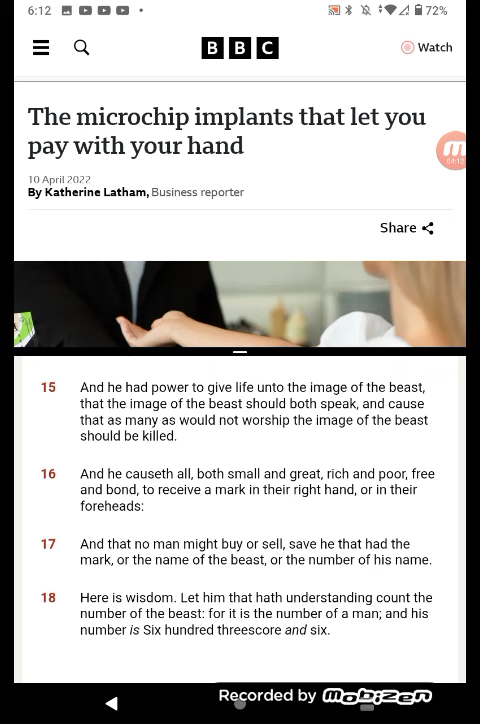 6:12
72%
BBC
Watch
The microchip implants that let you
pay with your hand
04:12
10 April 2022
By Katherine Latham, Business reporter
Share
15 And he had power to give life unto the image of the beast,
that the image of the beast should both speak, and cause
that as many as would not worship the image of the beast
should be killed.
16 And he causeth all, both small and great, rich and poor, free
and bond, to receive a mark in their right hand, or in their
foreheads:
17 And that no man might buy or sell, save he that had the
mark, or the name of the beast, or the number of his name.
18 Here is wisdom. Let him that hath understanding count the
number of the beast: for it is the number of a man; and his
number is Six hundred threescore and six.
Recorded by Mobizen